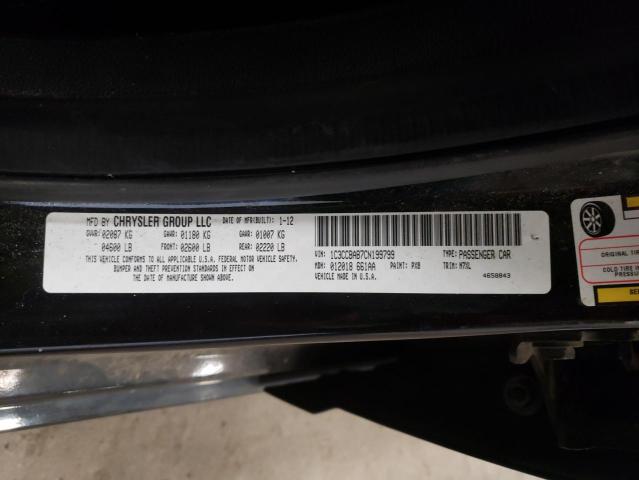 MFD BY CHRYSLER GROUP LLC DATE OF MFR(BUILT): 1-12
GVWR: 02087 KG GAWR: 01180 KG GAWR: 01007 KG
04600 LB FRONT: 02600 LB REAR: 02220 LB
THIS VEHICLE CONFORMS TO ALL APPLICABLE U.S.A. FEDERAL MOTOR VEHICLE SAFETY,
BUMPER AND THEFT PREVENTION STANDARDS IN EFFECT ON
THE DATE OF MANUFACTURE SHOWN ABOVE.
VIN: 1C3CCBAB7CN199799 TYPE: PASSENGER CAR
MDH: 012018 661AA PAINT: PXB TRIM: M7XL
VEHICLE MADE IN U.S.A. 4658843
ORIGINAL
COLD TIRE